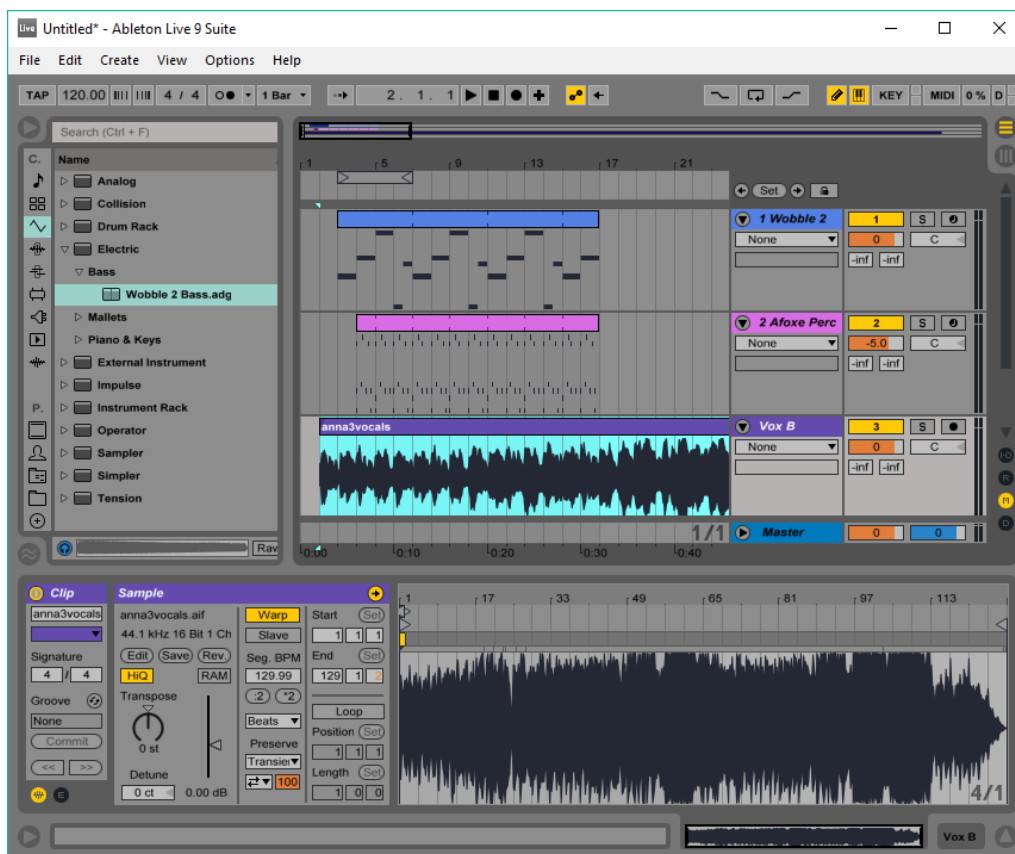 Live Untitled* - Ableton Live 9 Suite
File Edit Create View Options Help
TAP 120.00 4 / 4 1 Bar 2. 1. 1 KEY MIDI 0 % D
Search (Ctrl + F)
C. Name
Analog
Collision
Drum Rack
Electric
Bass
Wobble 2 Bass.adg
Mallets
Piano & Keys
External Instrument
Impulse
P. Instrument Rack
Operator
Sampler
Simpler
Tension
Raw
1 5 9 13 17 21
Set
1 Wobble 2 1 S
None 0 C
-inf -inf
2 Afoxe Perc 2 S
None -5.0 C
-inf -inf
anna3vocals Vox B 3 S
None 0 C
-inf -inf
I·O
R
M
D
1/1 Master 0 0
0:00 0:10 0:20 0:30 0:40
Clip
anna3vocals
Signature
4 / 4
Groove
None
Commit
<< >>
E
Sample
anna3vocals.aif
44.1 kHz 16 Bit 1 Ch
Edit Save Rev.
HiQ RAM
Transpose
0 st
Detune
0 ct 0.00 dB
Warp
Slave
Seg. BPM
129.99
:2 *2
Beats
Preserve
Transien
100
Start Set
1 1 1
End Set
129 1 2
Loop
Position Set
1 1 1
Length Set
1 0 0
1 17 33 49 65 81 97 113
4/1
Vox B